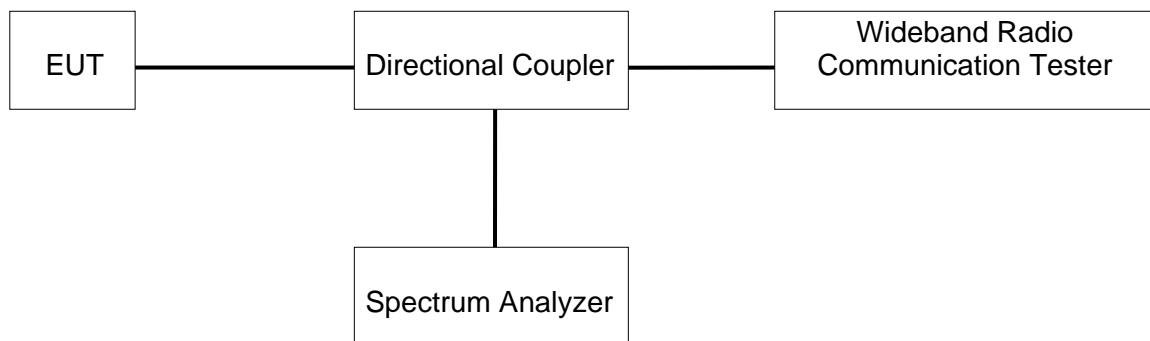 EUT
Directional Coupler
Wideband Radio
Communication Tester
Spectrum Analyzer